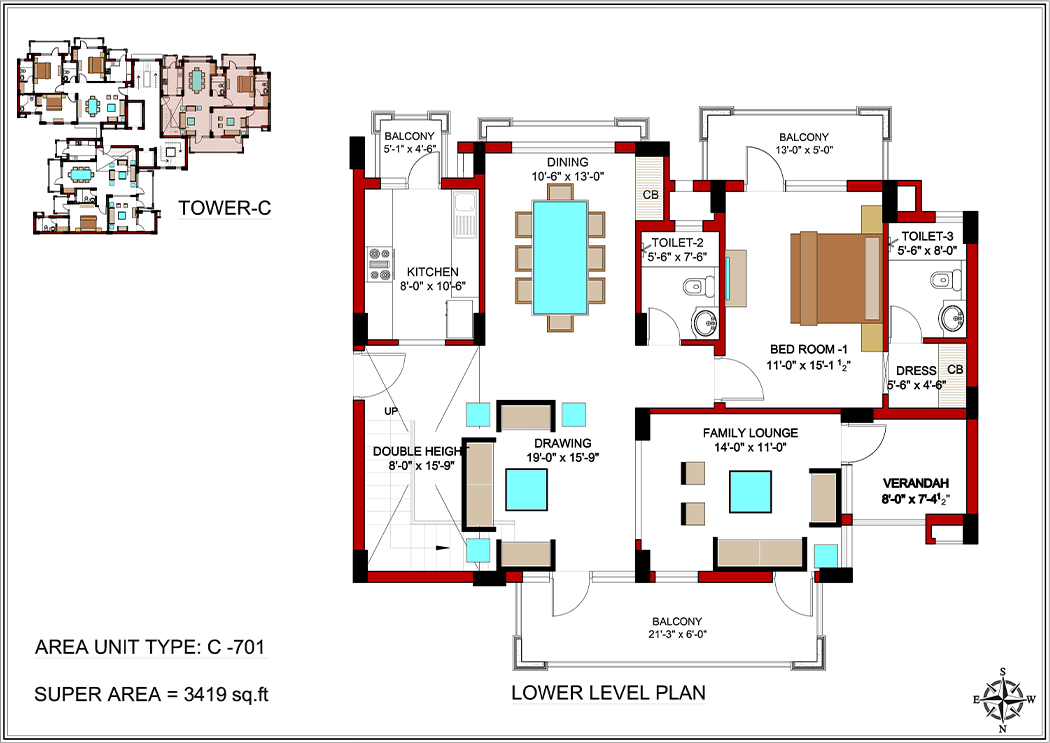 BALCONY
5'-1" x 4'-6"
BALCONY
13'-0" x 5'-0"
DINING
10'-6" x 13'-0"
CB
TOWER-C
TOILET-2
5'-6" x 7'-6"
TOILET-3
5'-6" x 8'-0"
KITCHEN
8'-0" x 10'-6"
BED ROOM -1
11'-0" x 15'-1 1/2"
DRESS
5'-6" x 4'-6"
CB
UP
DOUBLE HEIGHT
8'-0" x 15'-9"
DRAWING
19'-0" x 15'-9"
FAMILY LOUNGE
14'-0" x 11'-0"
VERANDAH
8'-0" x 7'-4 1/2"
BALCONY
21'-3" x 6'-0"
AREA UNIT TYPE: C -701
SUPER AREA = 3419 sq.ft
LOWER LEVEL PLAN
S
E
W
N